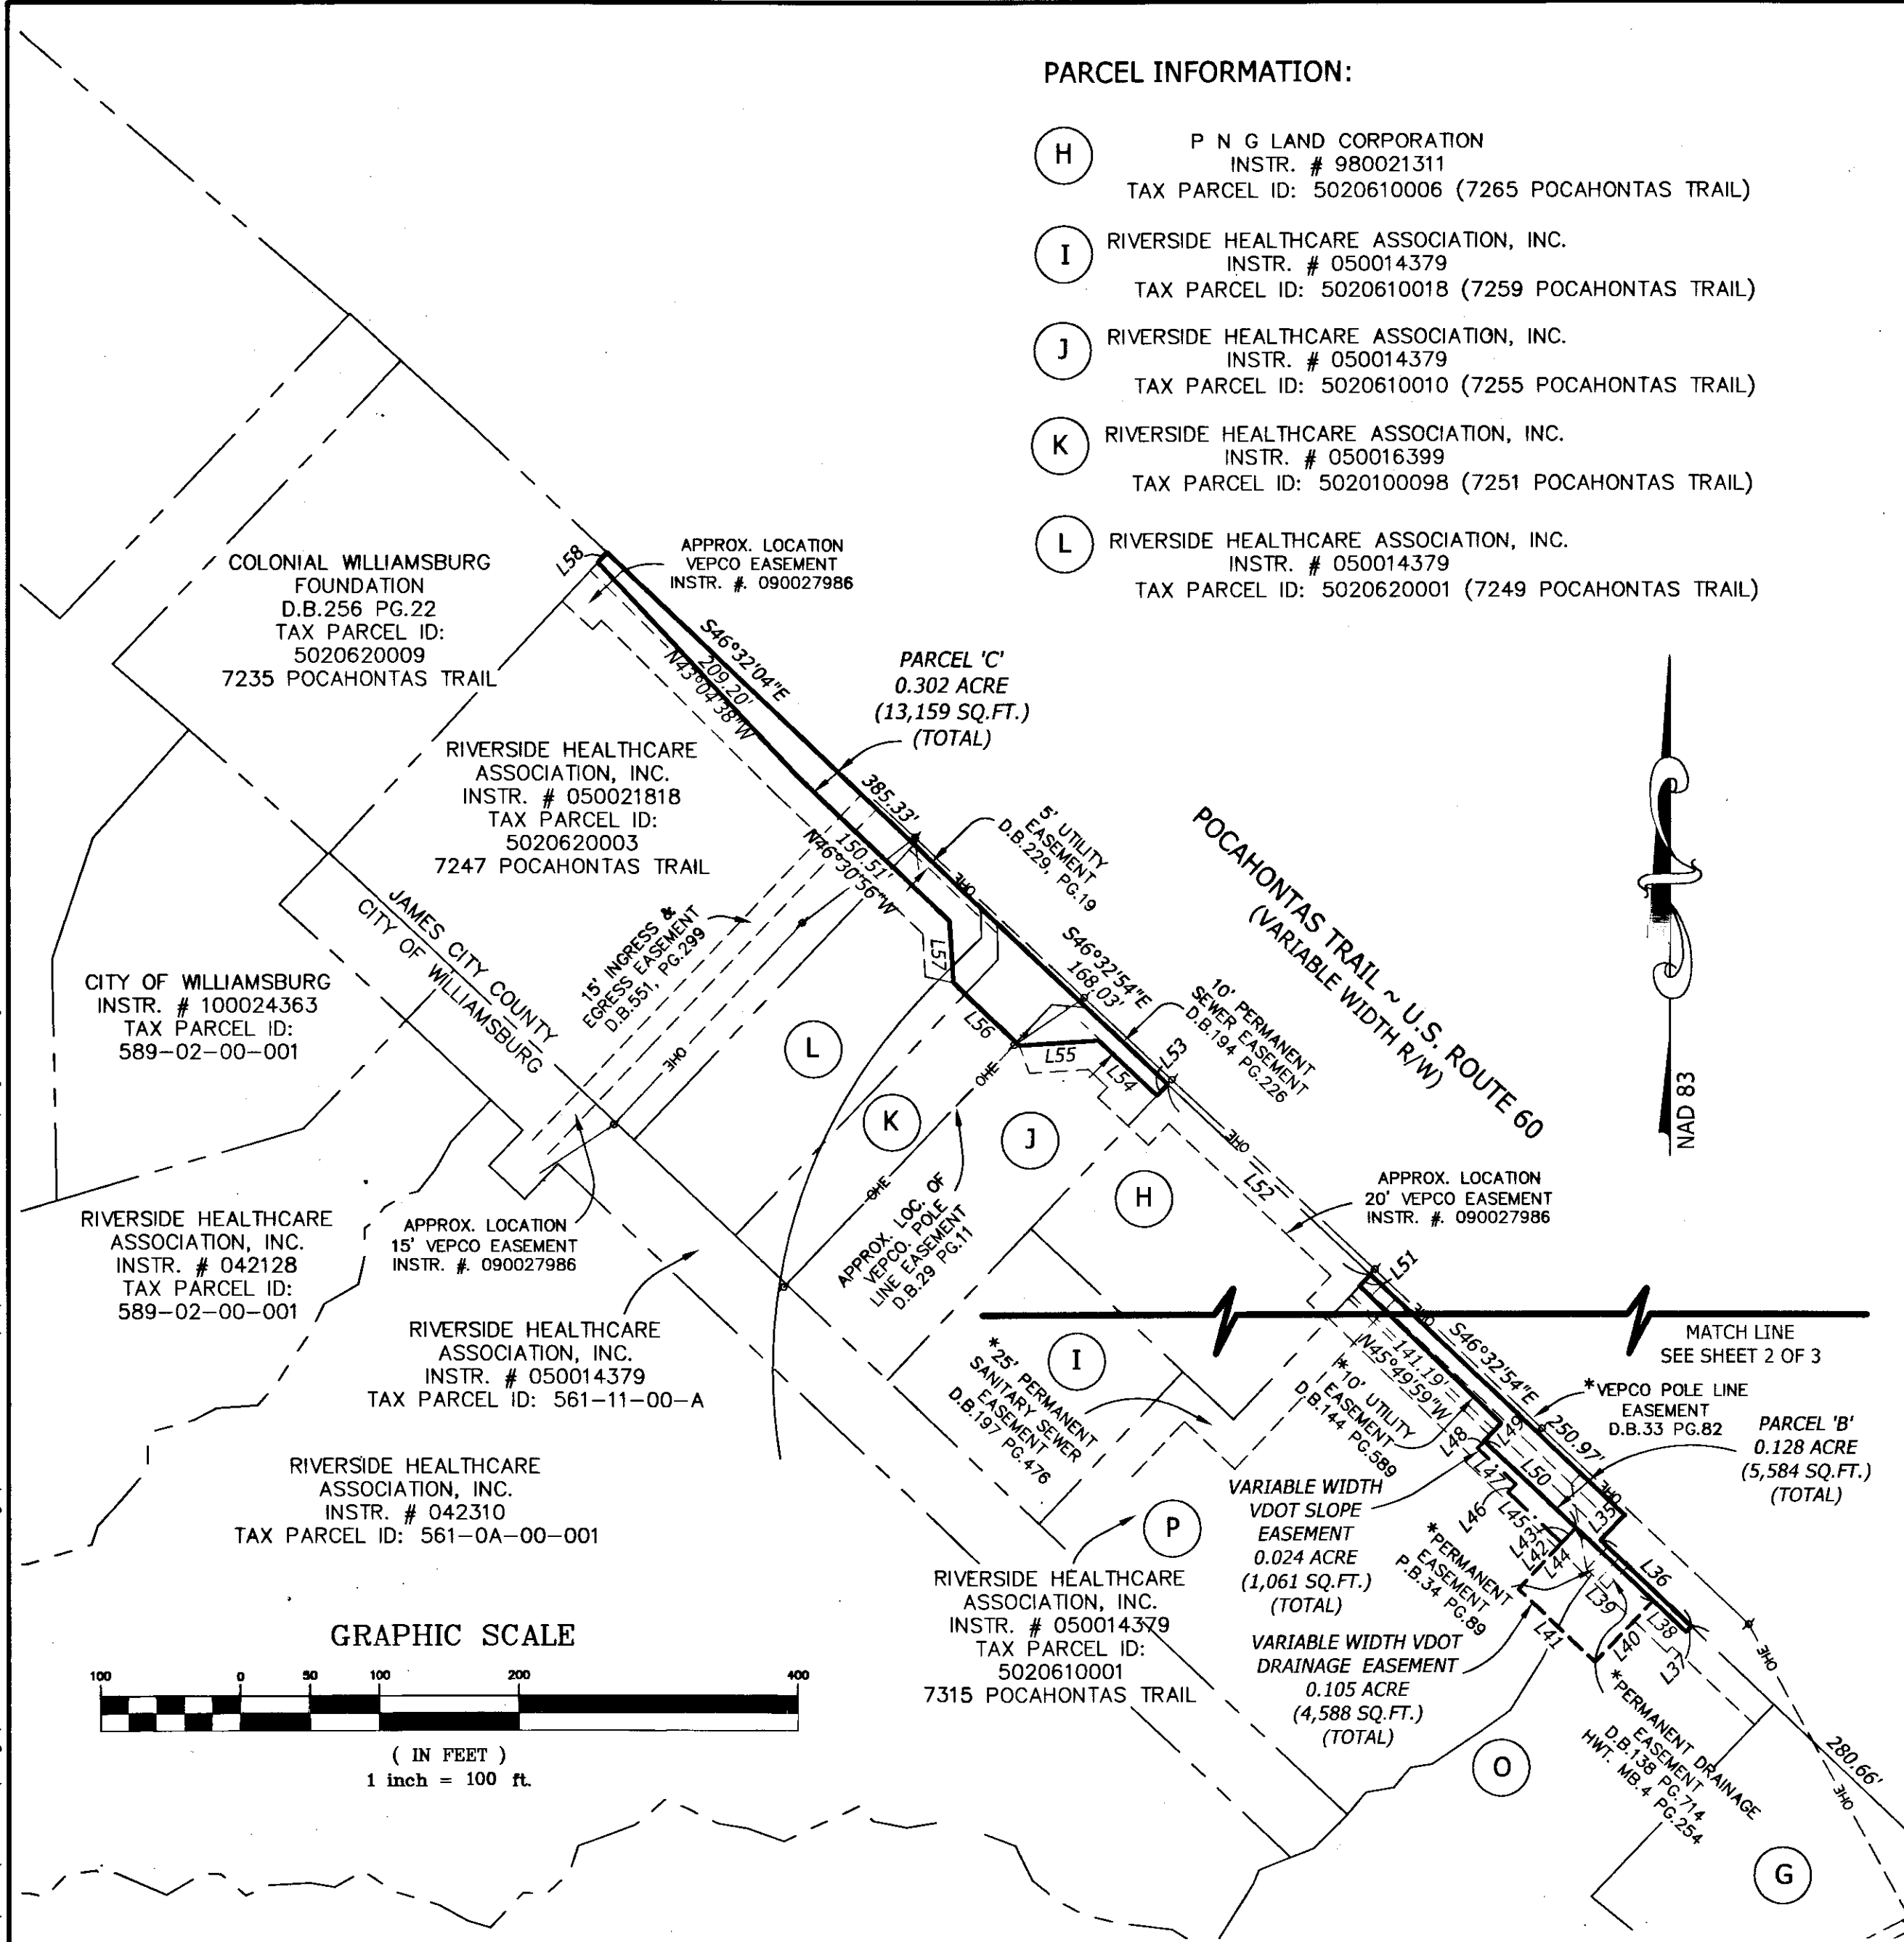 PARCEL INFORMATION:
H
P N G LAND CORPORATION
INSTR. # 980021311
TAX PARCEL ID: 5020610006 (7265 POCAHONTAS TRAIL)
I
RIVERSIDE HEALTHCARE ASSOCIATION, INC.
INSTR. # 050014379
TAX PARCEL ID: 5020610018 (7259 POCAHONTAS TRAIL)
J
RIVERSIDE HEALTHCARE ASSOCIATION, INC.
INSTR. # 050014379
TAX PARCEL ID: 5020610010 (7255 POCAHONTAS TRAIL)
K
RIVERSIDE HEALTHCARE ASSOCIATION, INC.
INSTR. # 050016399
TAX PARCEL ID: 5020100098 (7251 POCAHONTAS TRAIL)
L
RIVERSIDE HEALTHCARE ASSOCIATION, INC.
INSTR. # 050014379
TAX PARCEL ID: 5020620001 (7249 POCAHONTAS TRAIL)
COLONIAL WILLIAMSBURG
FOUNDATION
D.B.256 PG.22
TAX PARCEL ID:
5020620009
7235 POCAHONTAS TRAIL
L58
APPROX. LOCATION
VEPCO EASEMENT
INSTR. #. 090027986
S46°32'04"E
209.20'
N43°04'38"W
PARCEL 'C'
0.302 ACRE
(13,159 SQ.FT.)
(TOTAL)
RIVERSIDE HEALTHCARE
ASSOCIATION, INC.
INSTR. # 050021818
TAX PARCEL ID:
5020620003
7247 POCAHONTAS TRAIL
385.33'
150.51'
N46°30'56"W
5' UTILITY
EASEMENT
D.B.229, PG.19
OHE
POCAHONTAS TRAIL ~ U.S. ROUTE 60
(VARIABLE WIDTH R/W)
NAD 83
JAMES CITY COUNTY
CITY OF WILLIAMSBURG
15' INGRESS &
EGRESS EASEMENT
D.B.551, PG.299
OHE
L57
S46°32'54"E
168.03'
10' PERMANENT
SEWER EASEMENT
D.B.194 PG.226
CITY OF WILLIAMSBURG
INSTR. # 100024363
TAX PARCEL ID:
589-02-00-001
L
L56
L55
L54
L53
OHE
K
J
H
OHE
L52
OHE
APPROX. LOC. OF
VEPCO. POLE
LINE EASEMENT
D.B.29 PG.11
APPROX. LOCATION
20' VEPCO EASEMENT
INSTR. #. 090027986
RIVERSIDE HEALTHCARE
ASSOCIATION, INC.
INSTR. # 042128
TAX PARCEL ID:
589-02-00-001
APPROX. LOCATION
15' VEPCO EASEMENT
INSTR. #. 090027986
L51
OHE
MATCH LINE
SEE SHEET 2 OF 3
RIVERSIDE HEALTHCARE
ASSOCIATION, INC.
INSTR. # 050014379
TAX PARCEL ID: 561-11-00-A
*25' PERMANENT
SANITARY SEWER
EASEMENT
D.B.197 PG.476
I
141.19'
N45°49'59"W
S46°32'54"E
250.97'
*10' UTILITY
EASEMENT
D.B.144 PG.589
*VEPCO POLE LINE
EASEMENT
D.B.33 PG.82
PARCEL 'B'
0.128 ACRE
(5,584 SQ.FT.)
(TOTAL)
RIVERSIDE HEALTHCARE
ASSOCIATION, INC.
INSTR. # 042310
TAX PARCEL ID: 561-0A-00-001
L48
L49
L50
L47
L46
L45
L43
L42
L44
OHE
L35
L36
L39
L38
L37
L40
L41
VARIABLE WIDTH
VDOT SLOPE
EASEMENT
0.024 ACRE
(1,061 SQ.FT.)
(TOTAL)
*PERMANENT
EASEMENT
P.B.34 PG.89
P
RIVERSIDE HEALTHCARE
ASSOCIATION, INC.
INSTR. # 050014379
TAX PARCEL ID:
5020610001
7315 POCAHONTAS TRAIL
VARIABLE WIDTH VDOT
DRAINAGE EASEMENT
0.105 ACRE
(4,588 SQ.FT.)
(TOTAL)
*PERMANENT DRAINAGE
EASEMENT
D.B.138 PG.714
HWT. MB.4 PG.254
OHE
280.66'
OHE
O
G
GRAPHIC SCALE
100 0 50 100 200 400
( IN FEET )
1 inch = 100 ft.